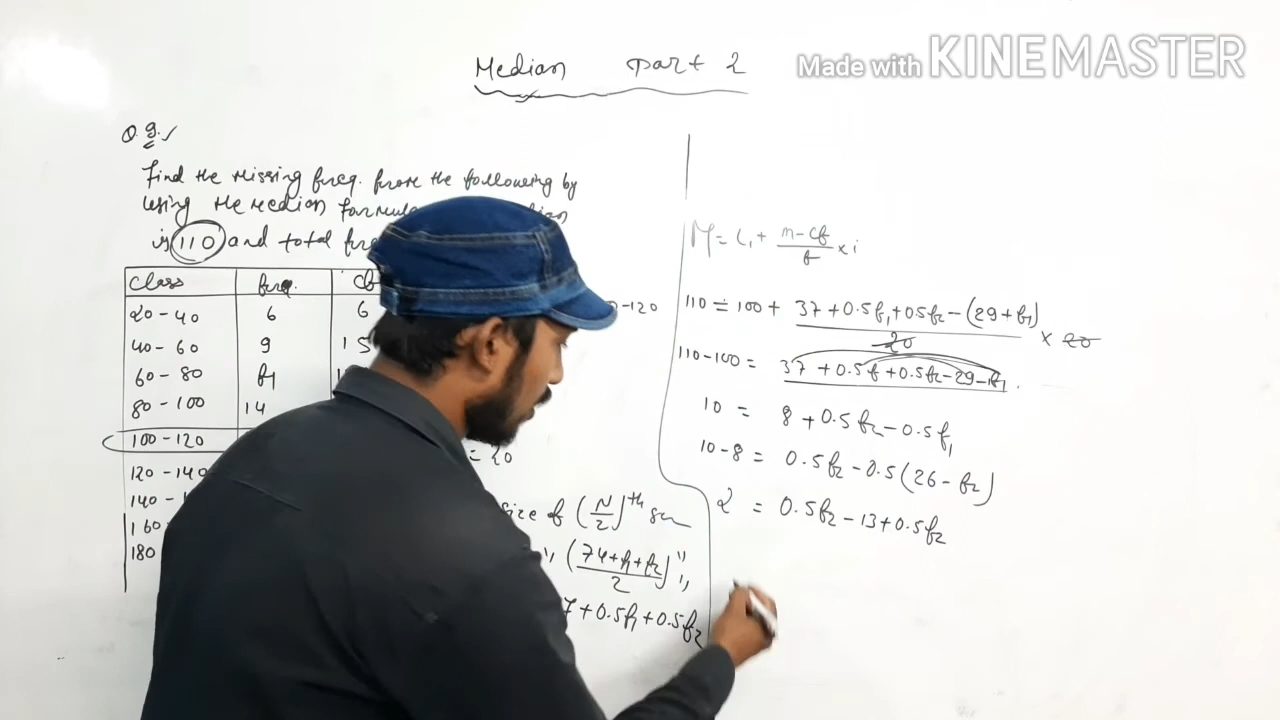 Made with KINEMASTER
Median Part 2
Q.9.
Find the Missing freq. from the following by
using the Median formula
is 110 and total
class freq. cf
20-40 6 6
40-60 9 15
60-80 f1
80-100 14
100-120
120-140
140-
160
180
-120
= 20
size of (N/2)th
(74+f1+f2/2)
7+0.5f1+0.5f2
M = L1 + m-cf/f × i
110 = 100 + 37+0.5f1+0.5f2-(29+f1)/20 × 20
110-100 = 37+0.5f+0.5f2-29-1f1
10 = 8+0.5f2-0.5f1
10-8 = 0.5f2-0.5(26-f2)
2 = 0.5f2-13+0.5f2